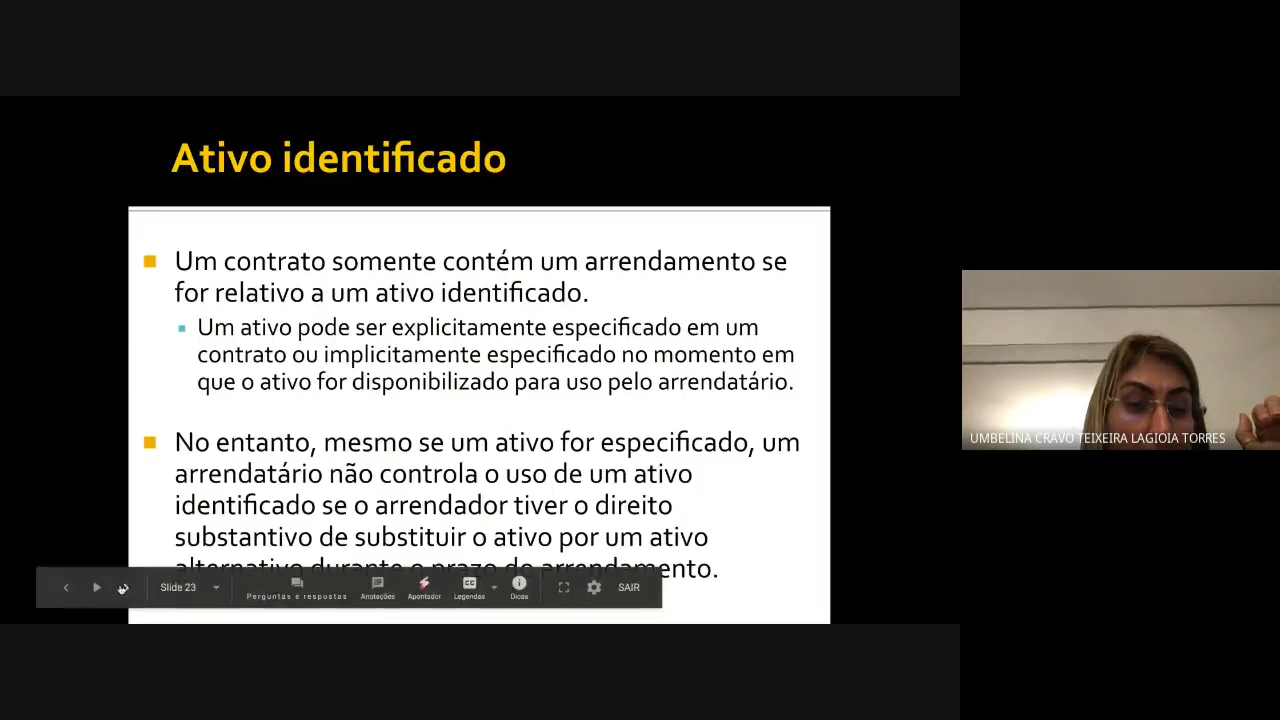 Ativo identificado
Um contrato somente contém um arrendamento se
for relativo a um ativo identificado.
Um ativo pode ser explicitamente especificado em um
contrato ou implicitamente especificado no momento em
que o ativo for disponibilizado para uso pelo arrendatário.
No entanto, mesmo se um ativo for especificado, um
arrendatário não controla o uso de um ativo
identificado se o arrendador tiver o direito
substantivo de substituir o ativo por um ativo
alternativo durante o prazo do arrendamento.
Slide 23
Perguntas e respostas
Anotações
Apontador
Legendas
Dicas
SAIR
UMBELINA CRAVO TEIXEIRA LAGIOIA TORRES